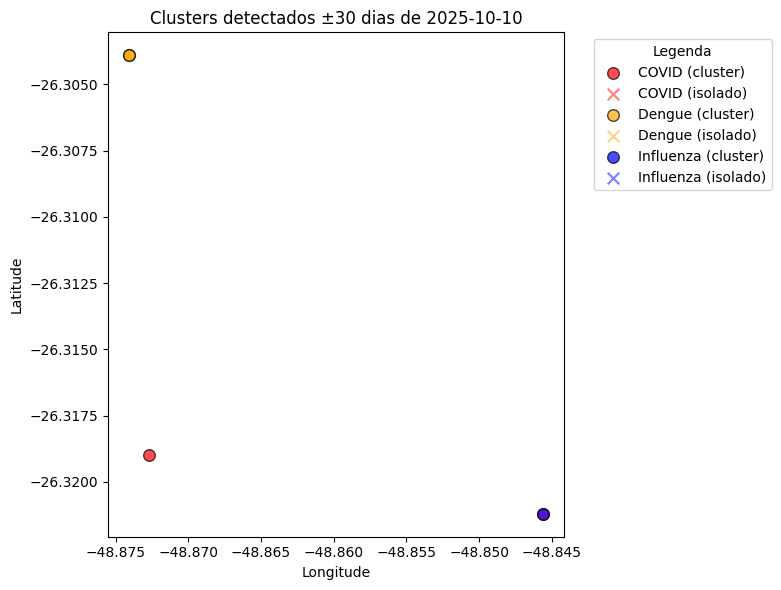 Clusters detectados ±30 dias de 2025-10-10
Legenda
COVID (cluster)
COVID (isolado)
Dengue (cluster)
Dengue (isolado)
Influenza (cluster)
Influenza (isolado)
Latitude
−26.3050
−26.3075
−26.3100
−26.3125
−26.3150
−26.3175
−26.3200
−48.875
−48.870
−48.865
−48.860
−48.855
−48.850
−48.845
Longitude